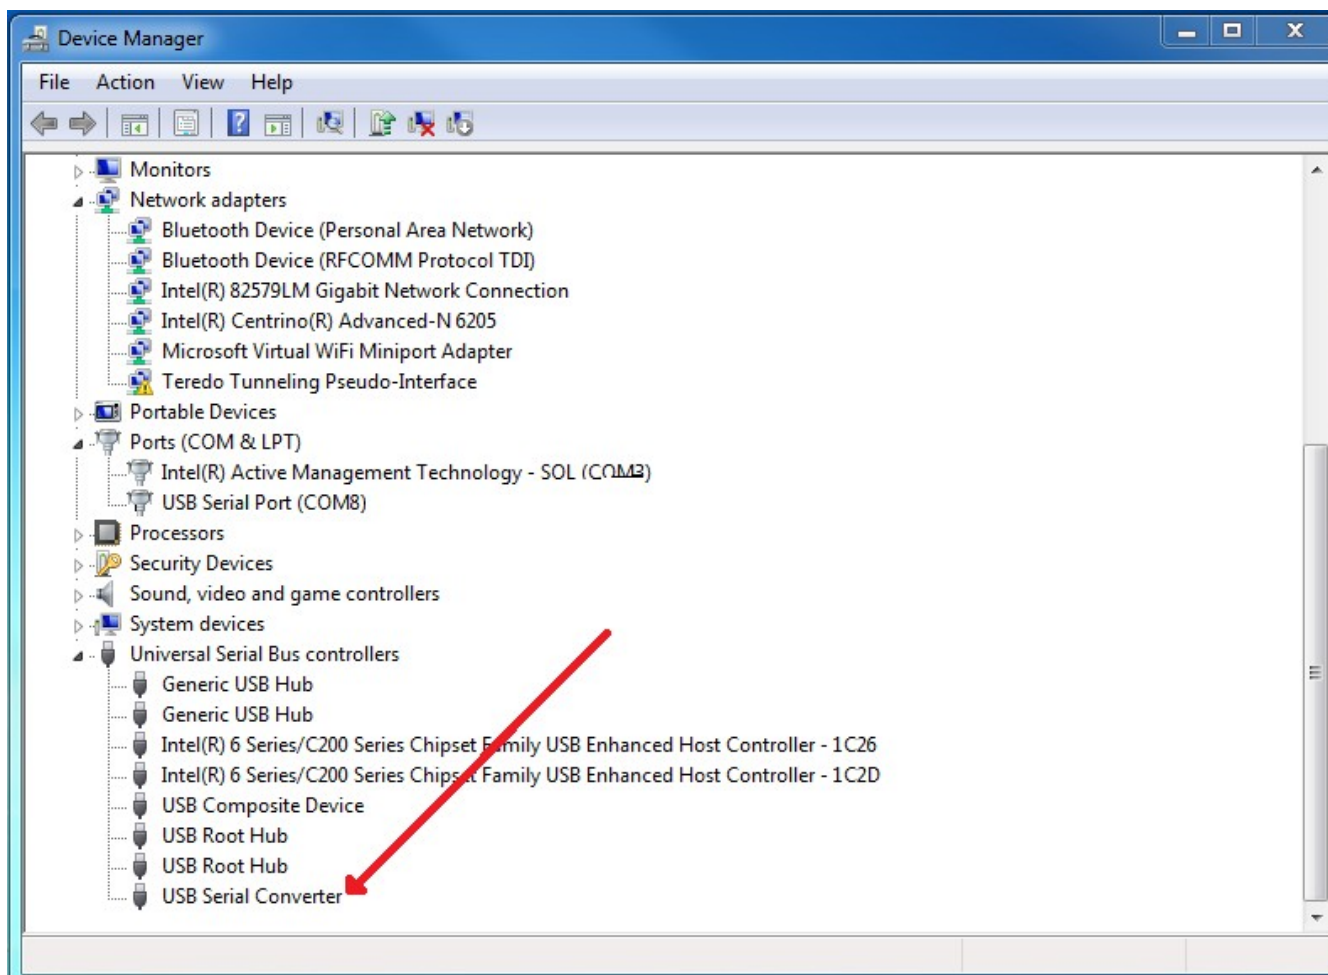 Device Manager
File Action View Help
Monitors
Network adapters
Bluetooth Device (Personal Area Network)
Bluetooth Device (RFCOMM Protocol TDI)
Intel(R) 82579LM Gigabit Network Connection
Intel(R) Centrino(R) Advanced-N 6205
Microsoft Virtual WiFi Miniport Adapter
Teredo Tunneling Pseudo-Interface
Portable Devices
Ports (COM & LPT)
Intel(R) Active Management Technology - SOL (COM3)
USB Serial Port (COM8)
Processors
Security Devices
Sound, video and game controllers
System devices
Universal Serial Bus controllers
Generic USB Hub
Generic USB Hub
Intel(R) 6 Series/C200 Series Chipset Family USB Enhanced Host Controller - 1C26
Intel(R) 6 Series/C200 Series Chipset Family USB Enhanced Host Controller - 1C2D
USB Composite Device
USB Root Hub
USB Root Hub
USB Serial Converter